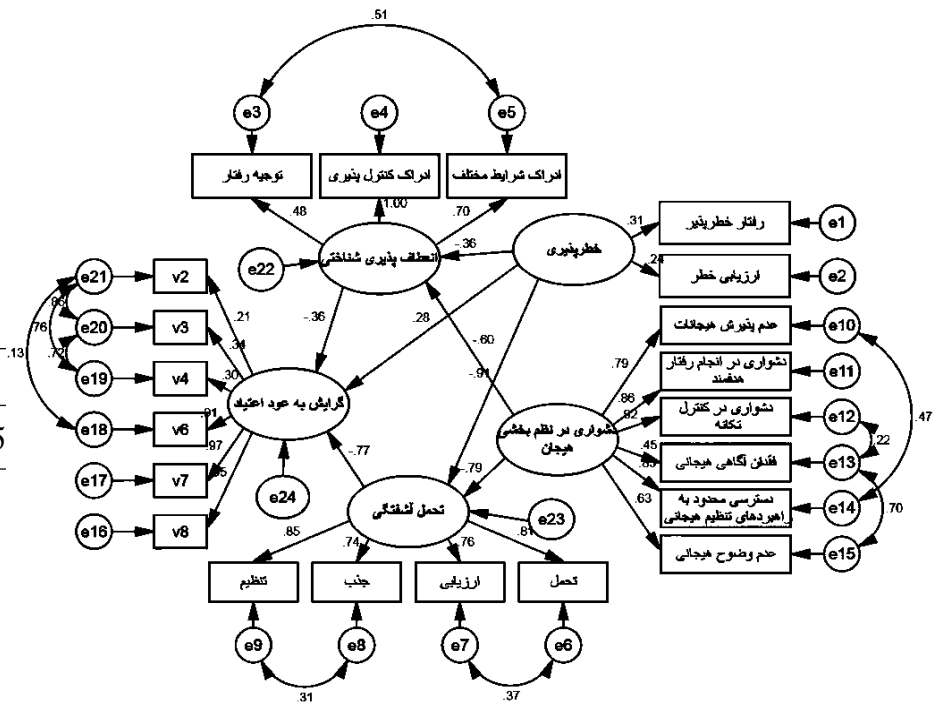 .51
e3
e4
e5
توجیه رفتار
ادراک کنترل پذیری
ادراک شرایط مختلف
.48
1.00
.70
خطرپذیری
.31
رفتار خطرپذیر
e1
انعطاف پذیری شناختی
-.36
e22
.24
ارزیابی خطر
e2
e21
v2
.86
.76
.21
-.36
.28
عدم پذیرش هیجانات
e10
e20
v3
.34
-.60
.79
دشواری در انجام رفتار
هدفمند
e11
.13
.72
e19
v4
.30
-.91
.86
گرایش به عود اعتیاد
.82
دشواری در کنترل
تکانه
e12
.47
e18
v6
.91
دشواری در نظم بخشی
هیجان
.22
.45
فقدان آگاهی هیجانی
e13
.97
-.77
-.79
e17
v7
e24
دسترسی محدود به
راهبردهای تنظیم هیجانی
e14
.70
.63
تحمل آشفتگی
e23
e16
v8
عدم وضوح هیجانی
e15
.85
.74
.76
.81
تنظیم
جذب
ارزیابی
تحمل
e9
e8
e7
e6
.31
.37